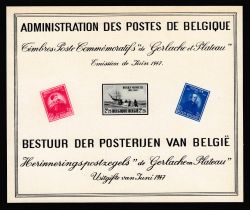 ADMINISTRATION DES POSTES DE BELGIQUE
Timbres Poste Commémoratifs "de Gerlache et Plateau"
Emission de Juin 1947.
BESTUUR DER POSTERIJEN VAN BELGIË
Herinneringspostzegels "de Gerlache en Plateau"
Uitgifte van Juni 1947